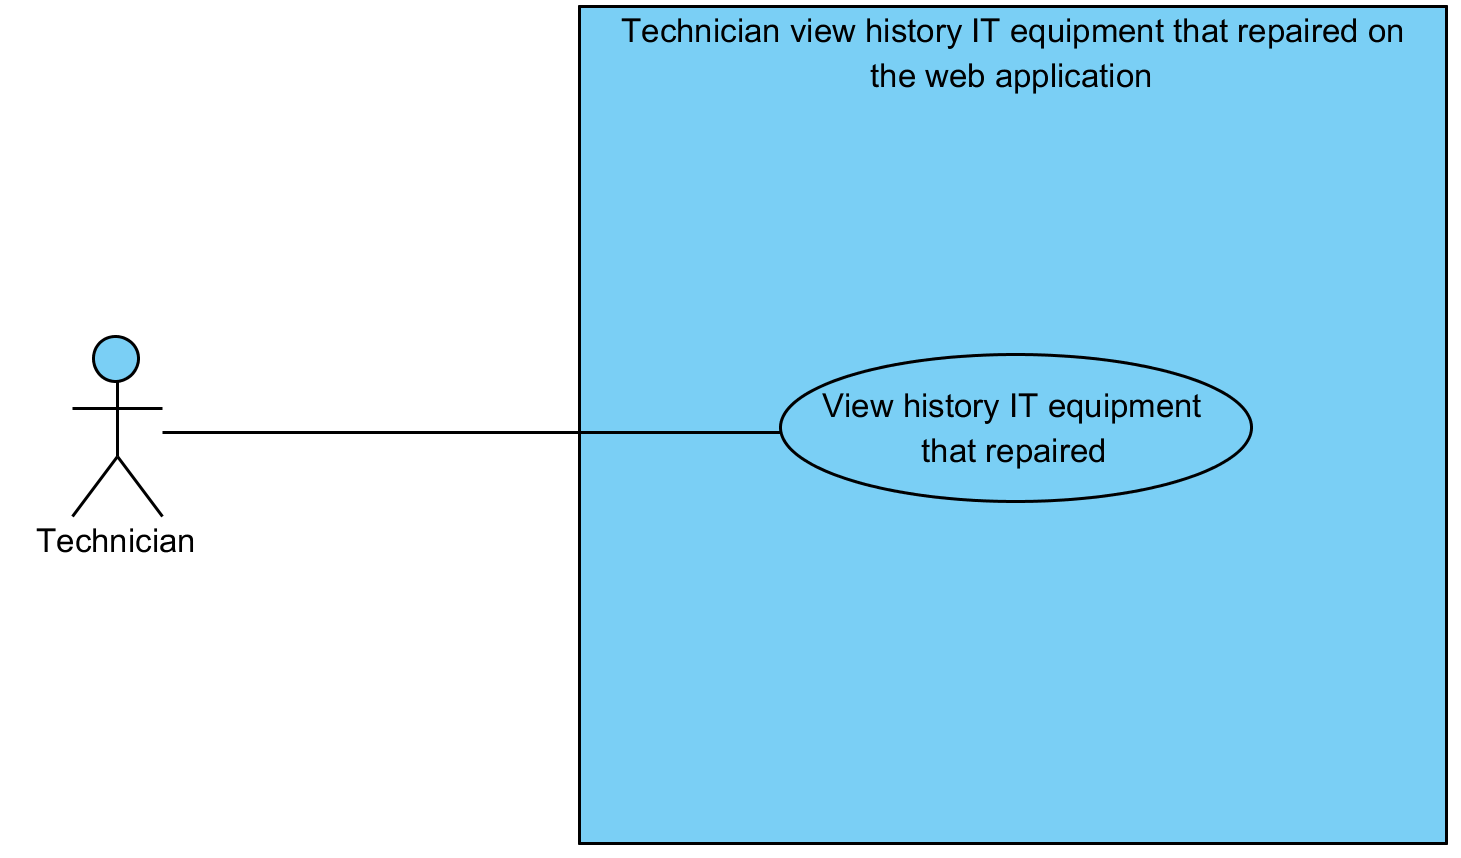 Technician view history IT equipment that repaired on
the web application
View history IT equipment
that repaired
Technician